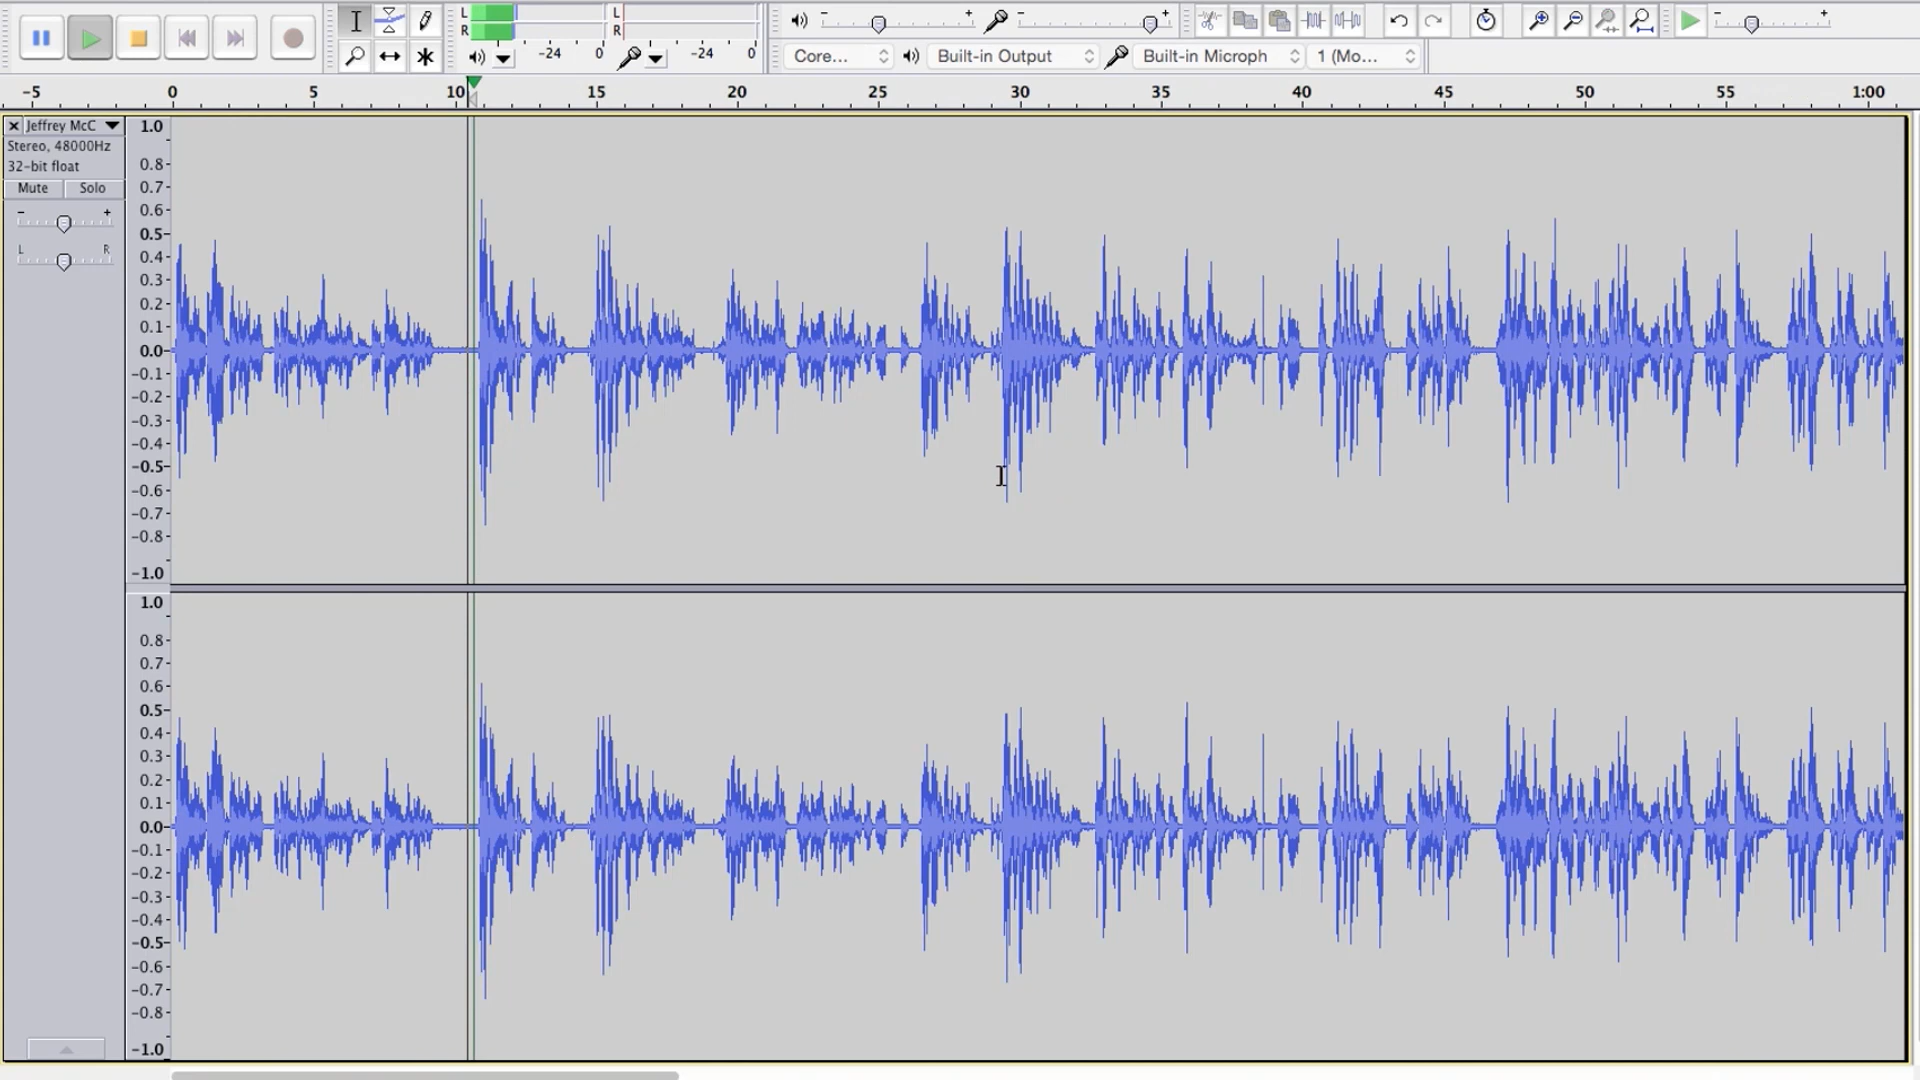 L
R
-24 0
L
R
-24 0
Core...
Built-in Output
Built-in Microph
1 (Mo...
-5 0 5 10 15 20 25 30 35 40 45 50 55 1:00
Jeffrey McC
Stereo, 48000Hz
32-bit float
Mute Solo
- +
L R
1.0
0.8
0.7
0.6
0.5
0.4
0.3
0.2
0.1
0.0
-0.1
-0.2
-0.3
-0.4
-0.5
-0.6
-0.7
-0.8
-1.0
1.0
0.8
0.7
0.6
0.5
0.4
0.3
0.2
0.1
0.0
-0.1
-0.2
-0.3
-0.4
-0.5
-0.6
-0.7
-0.8
-1.0